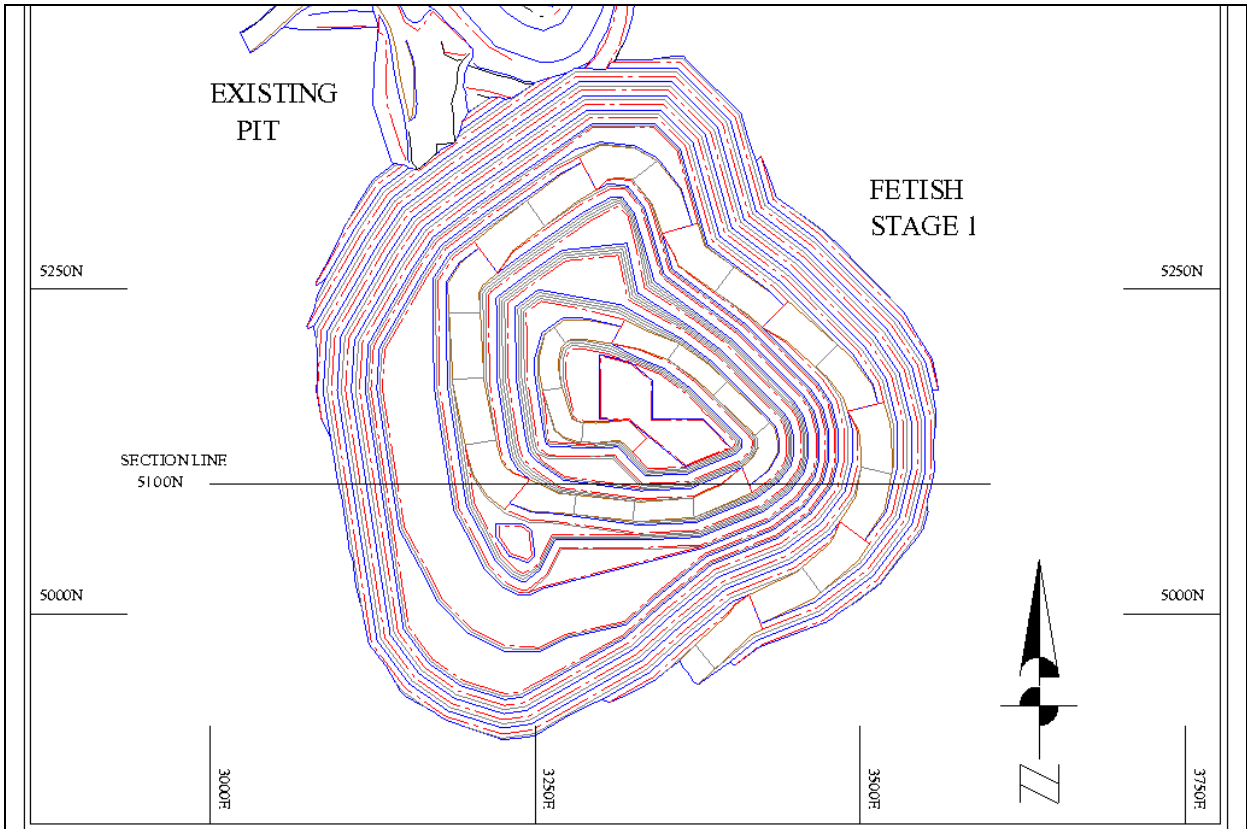 EXISTING
PIT
FETISH
STAGE 1
5250N
5250N
SECTION LINE
5100N
5000N
5000N
3000E
3250E
3500E
3750E
N